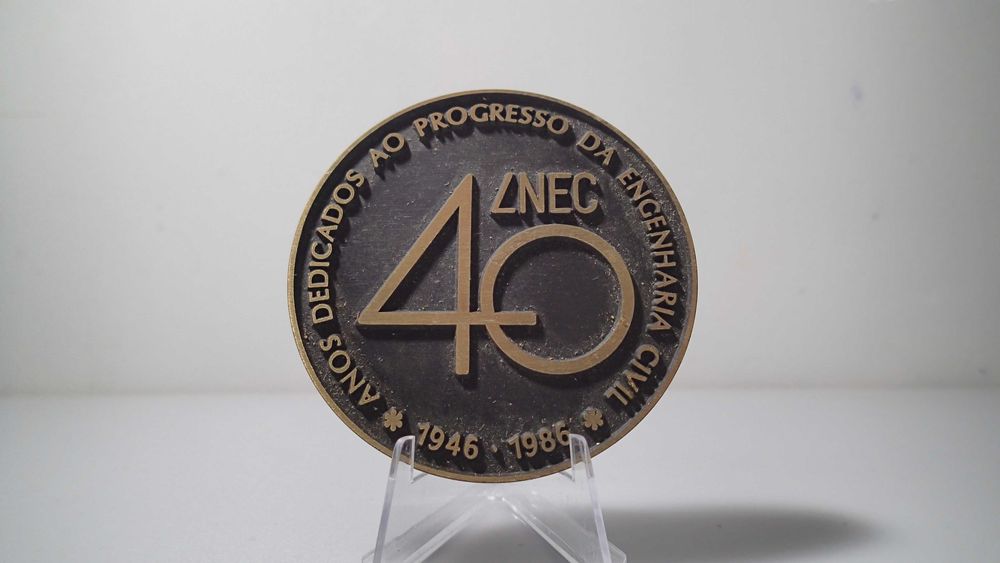 ANOS DEDICADOS AO PROGRESSO DA ENGENHARIA CIVIL
LNEC
40
* 1946 · 1986 *